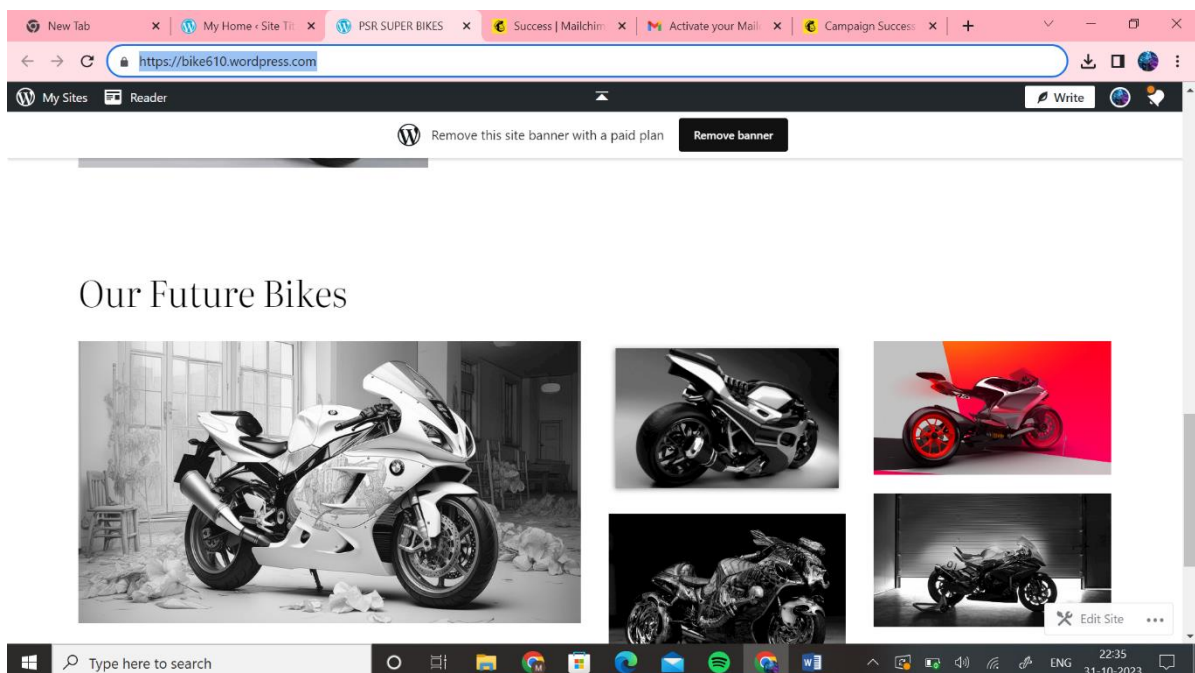 New Tab
My Home ‹ Site Ti
PSR SUPER BIKES
Success | Mailchim
Activate your Mailc
Campaign Success
https://bike610.wordpress.com
My Sites
Reader
Write
Remove this site banner with a paid plan
Remove banner
Our Future Bikes
Edit Site
Type here to search
ENG
22:35
31-10-2023